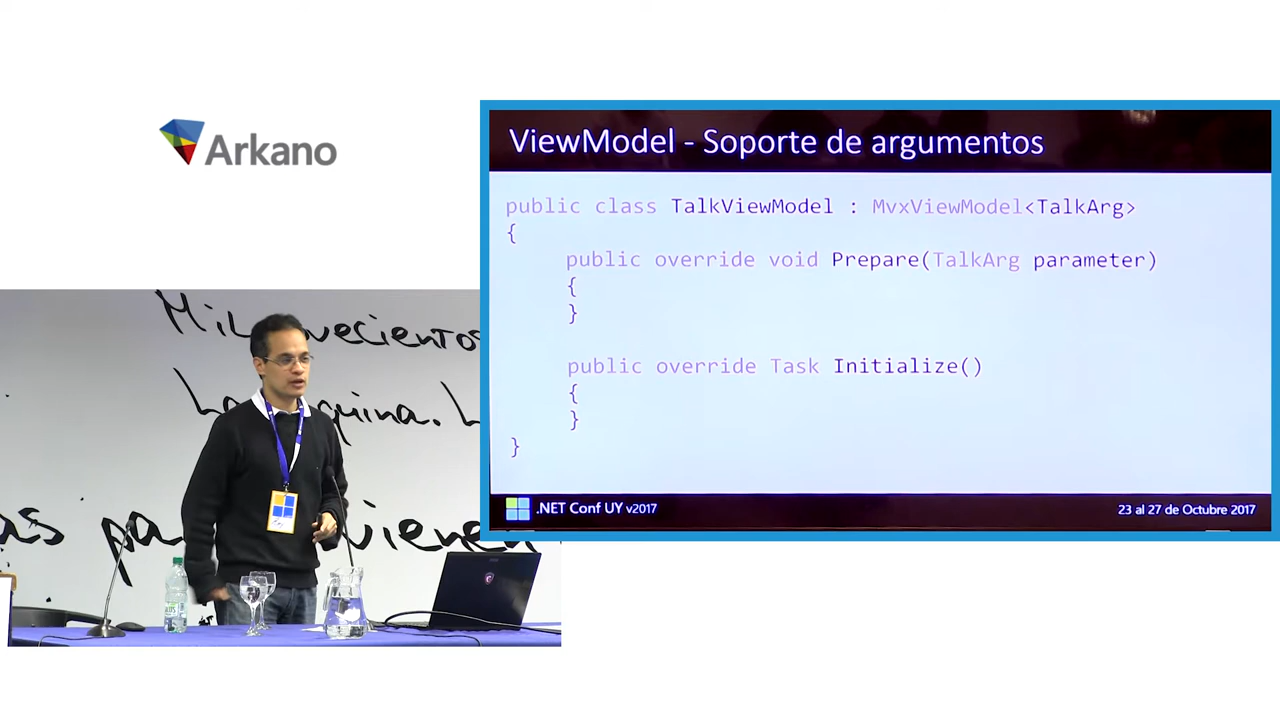 Arkano
ViewModel - Soporte de argumentos
public class TalkViewModel : MvxViewModel<TalkArg>
{
public override void Prepare(TalkArg parameter)
{
}
public override Task Initialize()
{
}
}
.NET Conf UY v2017
23 al 27 de Octubre 2017